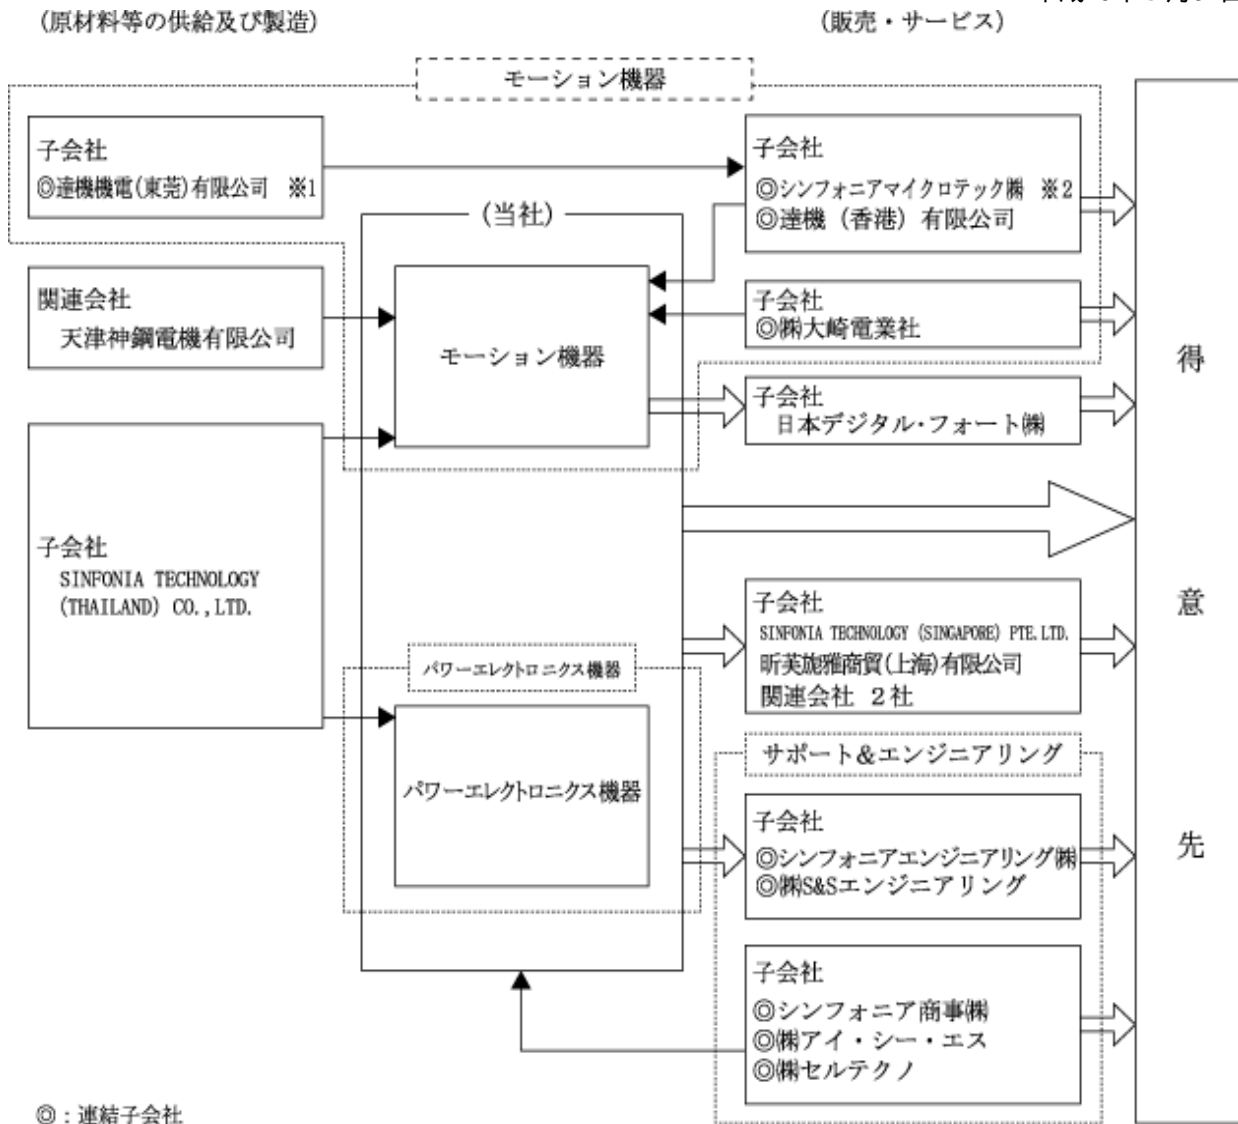 (原材料等の供給及び製造)
(販売・サービス)
モーション機器
子会社
◎達機機電(東莞)有限公司 ※1
子会社
◎シンフォニアマイクロテック㈱ ※2
◎達機（香港）有限公司
(当社)
関連会社
天津神鋼電機有限公司
モーション機器
子会社
◎㈱大崎電業社
子会社
日本デジタル・フォート㈱
子会社
SINFONIA TECHNOLOGY
(THAILAND) CO.,LTD.
子会社
SINFONIA TECHNOLOGY (SINGAPORE) PTE.LTD.
昕芙旎雅商貿(上海)有限公司
関連会社 2社
パワーエレクトロニクス機器
パワーエレクトロニクス機器
サポート＆エンジニアリング
子会社
◎シンフォニアエンジニアリング㈱
◎㈱S&Sエンジニアリング
子会社
◎シンフォニア商事㈱
◎㈱アイ・シー・エス
◎㈱セルテクノ
得
意
先
◎：連結子会社